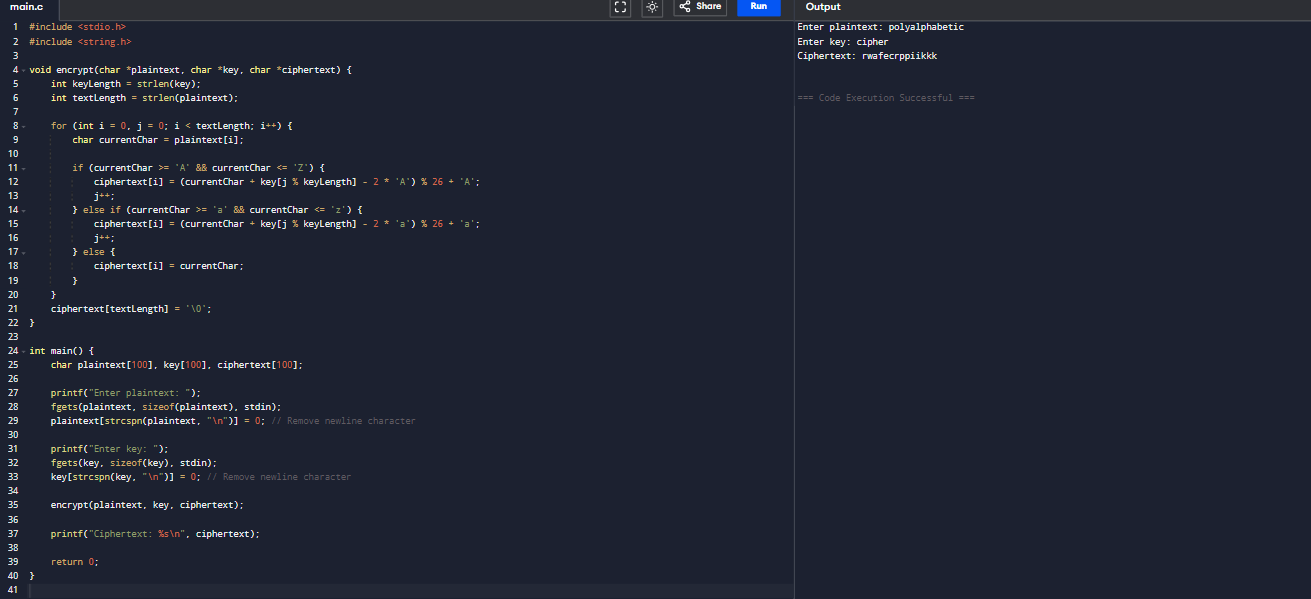 main.c
Share
Run
Output
1 #include <stdio.h>
2 #include <string.h>
3
4 void encrypt(char *plaintext, char *key, char *ciphertext) {
5 int keyLength = strlen(key);
6 int textLength = strlen(plaintext);
7
8 for (int i = 0, j = 0; i < textLength; i++) {
9 char currentChar = plaintext[i];
10
11 if (currentChar >= 'A' && currentChar <= 'Z') {
12 ciphertext[i] = (currentChar + key[j % keyLength] - 2 * 'A') % 26 + 'A';
13 j++;
14 } else if (currentChar >= 'a' && currentChar <= 'z') {
15 ciphertext[i] = (currentChar + key[j % keyLength] - 2 * 'a') % 26 + 'a';
16 j++;
17 } else {
18 ciphertext[i] = currentChar;
19 }
20 }
21 ciphertext[textLength] = '\0';
22 }
23
24 int main() {
25 char plaintext[100], key[100], ciphertext[100];
26
27 printf("Enter plaintext: ");
28 fgets(plaintext, sizeof(plaintext), stdin);
29 plaintext[strcspn(plaintext, "\n")] = 0; // Remove newline character
30
31 printf("Enter key: ");
32 fgets(key, sizeof(key), stdin);
33 key[strcspn(key, "\n")] = 0; // Remove newline character
34
35 encrypt(plaintext, key, ciphertext);
36
37 printf("Ciphertext: %s\n", ciphertext);
38
39 return 0;
40 }
41
Enter plaintext: polyalphabetic
Enter key: cipher
Ciphertext: rwafecrppiikkk
=== Code Execution Successful ===